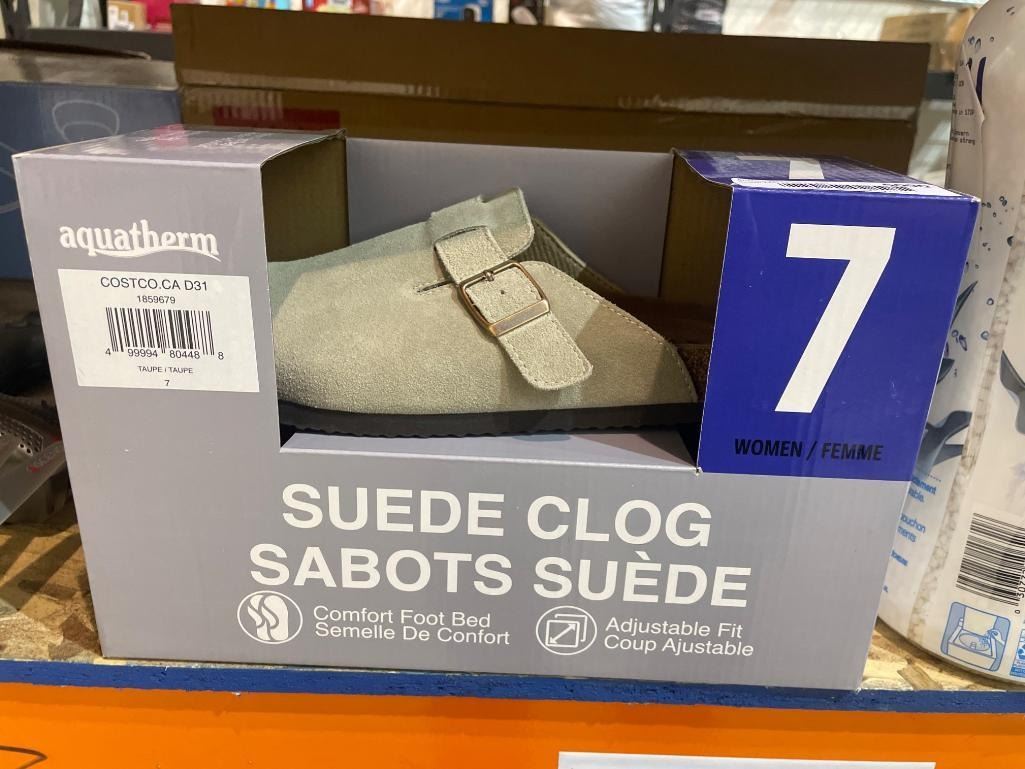 aquatherm
COSTCO.CA D31
1859679
4 99994 80448 8
TAUPE / TAUPE
7
7
7
WOMEN / FEMME
SUEDE CLOG
SABOTS SUÈDE
Comfort Foot Bed
Semelle De Confort
Adjustable Fit
Coup Ajustable